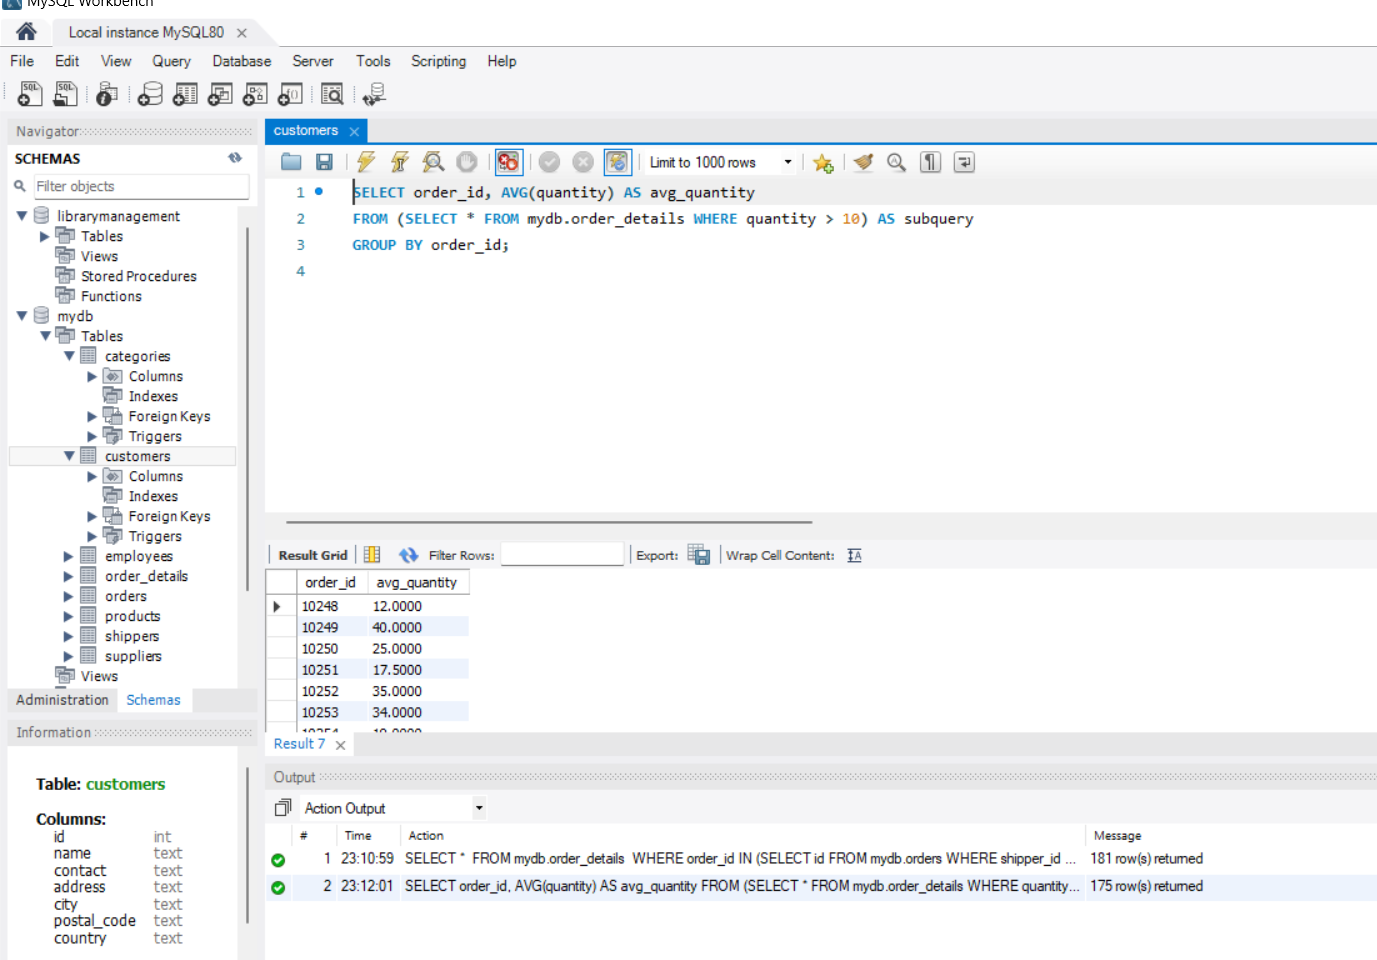 MySQL Workbench
Local instance MySQL80
File Edit View Query Database Server Tools Scripting Help
Navigator
SCHEMAS
Filter objects
librarymanagement
Tables
Views
Stored Procedures
Functions
mydb
Tables
categories
Columns
Indexes
Foreign Keys
Triggers
customers
Columns
Indexes
Foreign Keys
Triggers
employees
order_details
orders
products
shippers
suppliers
Views
Administration Schemas
Information
Table: customers
Columns:
id int
name text
contact text
address text
city text
postal_code text
country text
customers
Limit to 1000 rows
1 SELECT order_id, AVG(quantity) AS avg_quantity
2 FROM (SELECT * FROM mydb.order_details WHERE quantity > 10) AS subquery
3 GROUP BY order_id;
4
Result Grid Filter Rows: Export: Wrap Cell Content:
order_id avg_quantity
10248 12.0000
10249 40.0000
10250 25.0000
10251 17.5000
10252 35.0000
10253 34.0000
Result 7
Output
Action Output
# Time Action Message
1 23:10:59 SELECT * FROM mydb.order_details WHERE order_id IN (SELECT id FROM mydb.orders WHERE shipper_id ... 181 row(s) returned
2 23:12:01 SELECT order_id, AVG(quantity) AS avg_quantity FROM (SELECT * FROM mydb.order_details WHERE quantity... 175 row(s) returned